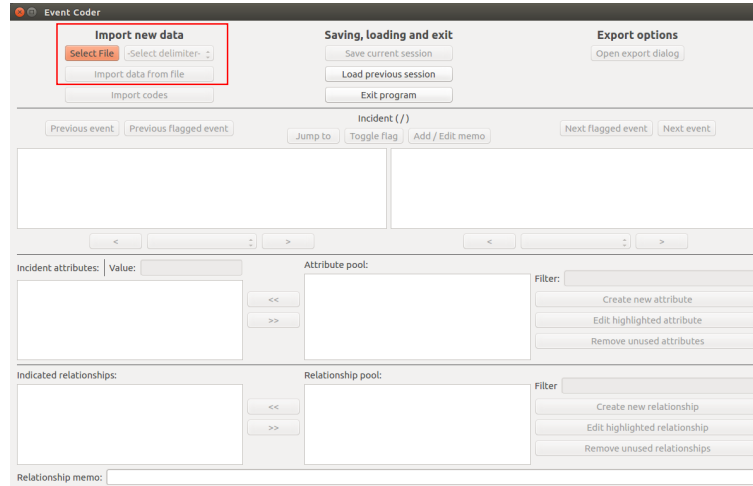 Event Coder
Import new data
Saving, loading and exit
Export options
Select File
-Select delimiter-
Save current session
Open export dialog
Import data from file
Load previous session
Import codes
Exit program
Incident ( / )
Previous event
Previous flagged event
Jump to
Toggle flag
Add / Edit memo
Next flagged event
Next event
<
>
<
>
Incident attributes:
Value:
Attribute pool:
Filter:
<<
Create new attribute
>>
Edit highlighted attribute
Remove unused attributes
Indicated relationships:
Relationship pool:
Filter
<<
Create new relationship
>>
Edit highlighted relationship
Remove unused relationships
Relationship memo: